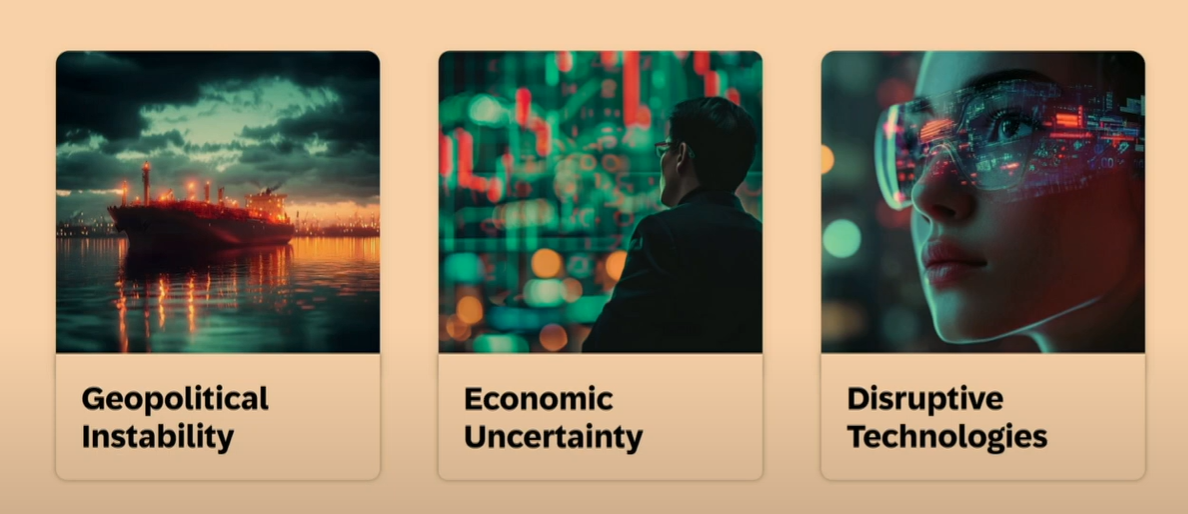 Geopolitical
Instability
Economic
Uncertainty
Disruptive
Technologies